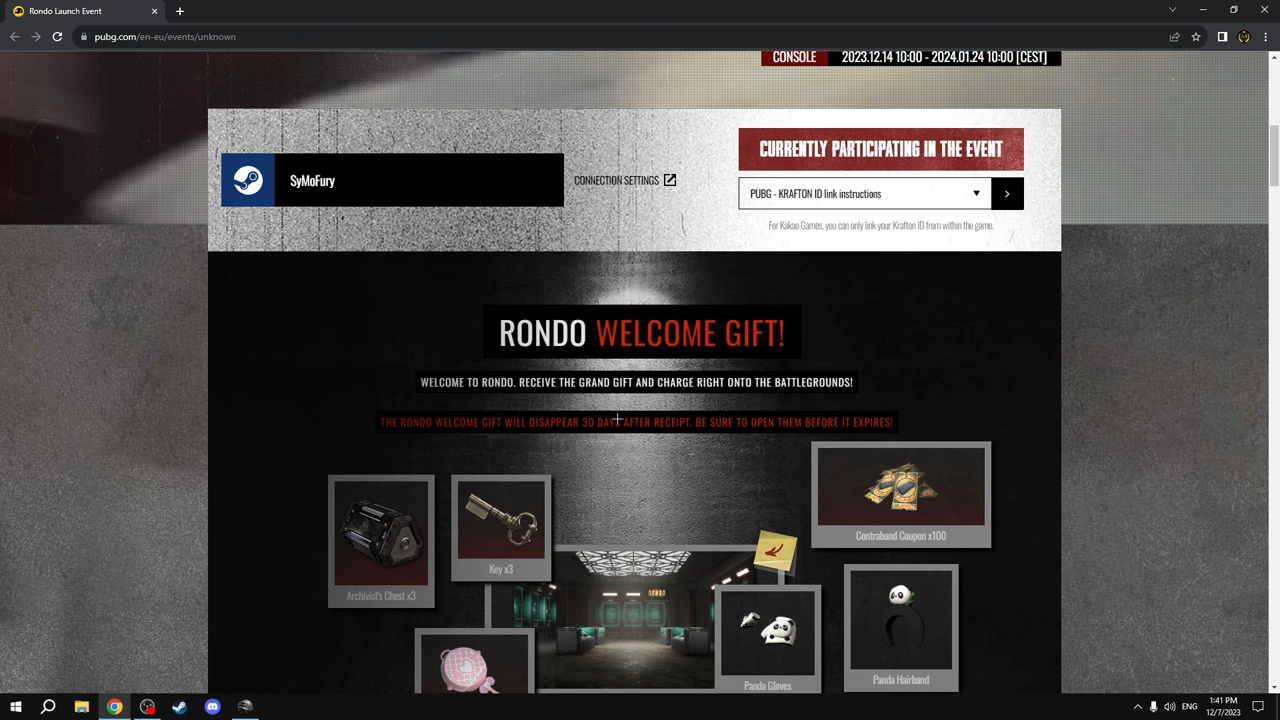 Rondo Launch Event
pubg.com/en-eu/events/unknown
CONSOLE 2023.12.14 10:00 - 2024.01.24 10:00 [CEST]
SyMoFury
CONNECTION SETTINGS
CURRENTLY PARTICIPATING IN THE EVENT
PUBG - KRAFTON ID link instructions
For Kakao Games, you can only link your Krafton ID from within the game.
RONDO WELCOME GIFT!
WELCOME TO RONDO. RECEIVE THE GRAND GIFT AND CHARGE RIGHT ONTO THE BATTLEGROUNDS!
THE RONDO WELCOME GIFT WILL DISAPPEAR 30 DAYS AFTER RECEIPT. BE SURE TO OPEN THEM BEFORE IT EXPIRES!
Contraband Coupon x100
Key x3
Archivist's Chest x3
RONDO
Panda Gloves
Panda Hairband
ENG
1:41 PM
12/7/2023